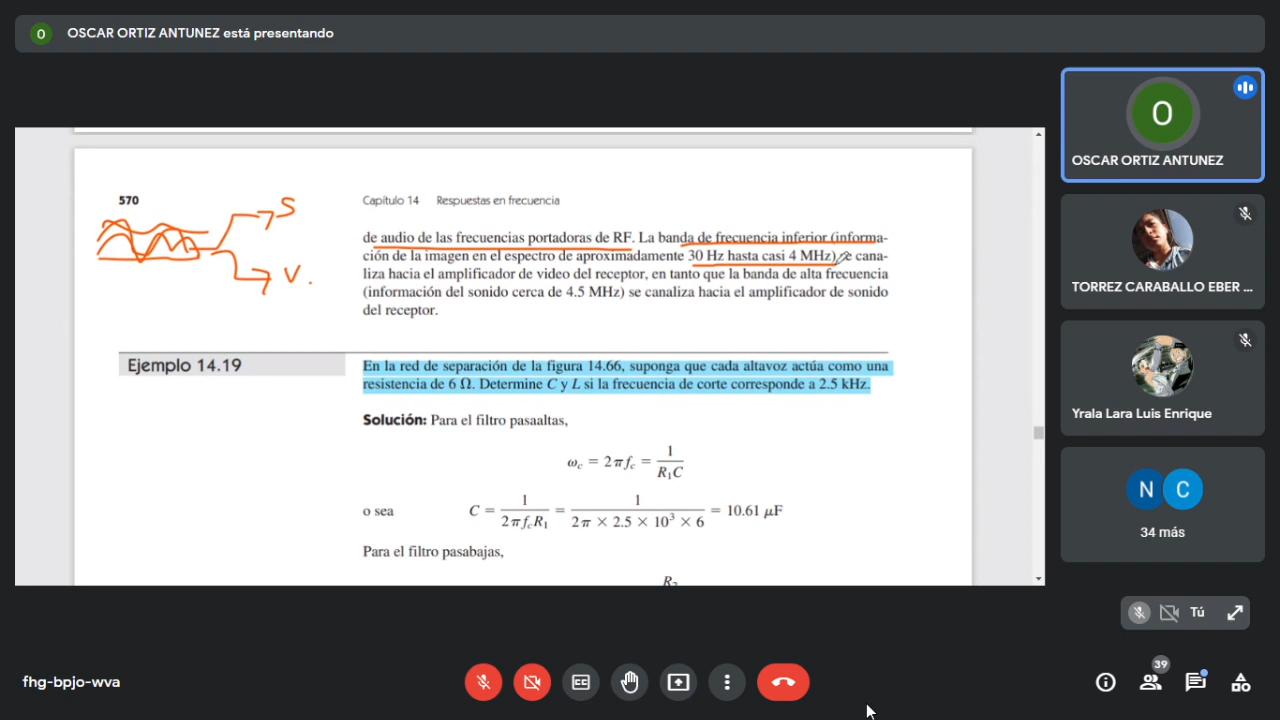 O OSCAR ORTIZ ANTUNEZ está presentando
570
Capítulo 14 Respuestas en frecuencia
S
V.
de audio de las frecuencias portadoras de RF. La banda de frecuencia inferior (informa-
ción de la imagen en el espectro de aproximadamente 30 Hz hasta casi 4 MHz) se cana-
liza hacia el amplificador de video del receptor, en tanto que la banda de alta frecuencia
(información del sonido cerca de 4.5 MHz) se canaliza hacia el amplificador de sonido
del receptor.
Ejemplo 14.19
En la red de separación de la figura 14.66, suponga que cada altavoz actúa como una
resistencia de 6 Ω. Determine C y L si la frecuencia de corte corresponde a 2.5 kHz.
Solución: Para el filtro pasaaltas,
ω_c = 2πf_c = 1 / R₁C
o sea C = 1 / 2πf_cR₁ = 1 / 2π × 2.5 × 10³ × 6 = 10.61 μF
Para el filtro pasabajas,
O
OSCAR ORTIZ ANTUNEZ
TORREZ CARABALLO EBER ...
Yrala Lara Luis Enrique
N C
34 más
Tú
fhg-bpjo-wva
39